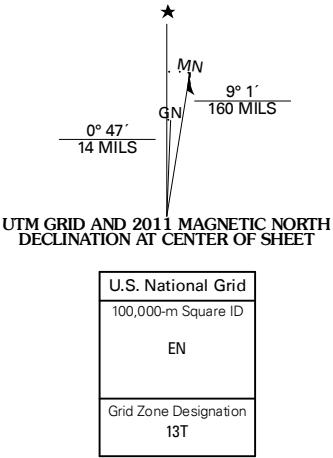 MN
GN
9° 1´
160 MILS
0° 47´
14 MILS
UTM GRID AND 2011 MAGNETIC NORTH
DECLINATION AT CENTER OF SHEET
U.S. National Grid
100,000-m Square ID
EN
Grid Zone Designation
13T